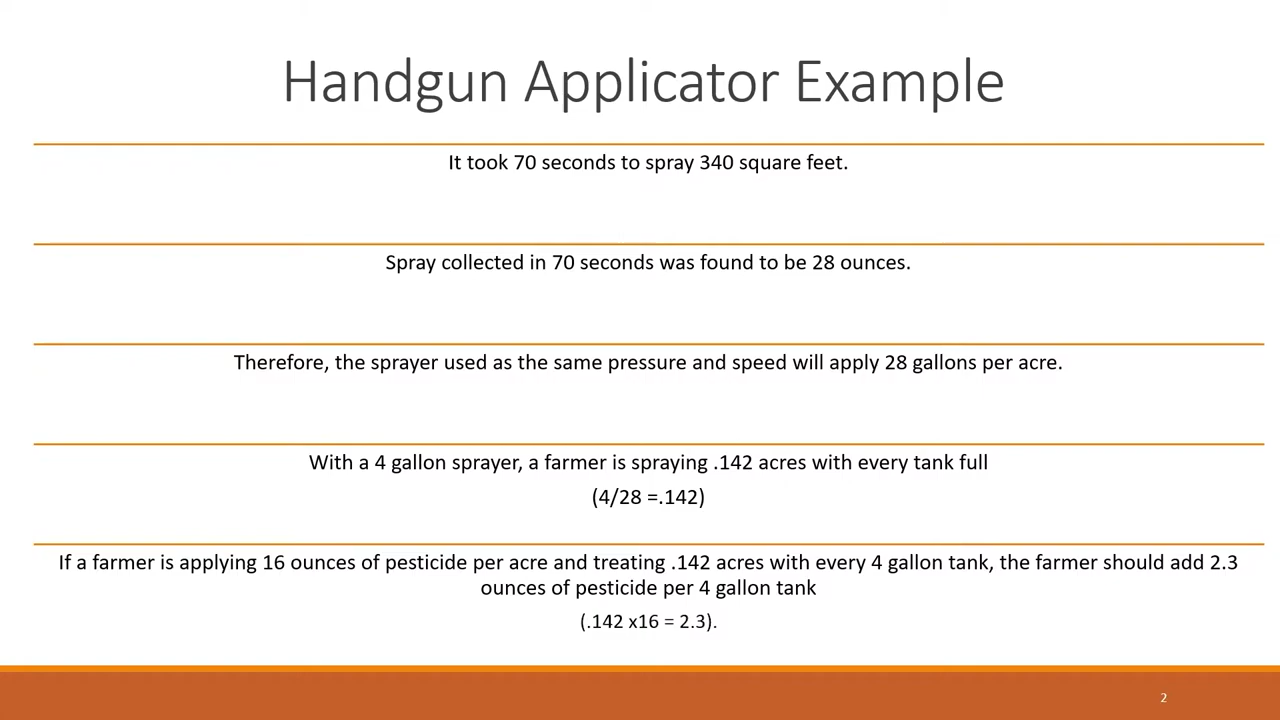 Handgun Applicator Example
It took 70 seconds to spray 340 square feet.
Spray collected in 70 seconds was found to be 28 ounces.
Therefore, the sprayer used as the same pressure and speed will apply 28 gallons per acre.
With a 4 gallon sprayer, a farmer is spraying .142 acres with every tank full
(4/28 =.142)
If a farmer is applying 16 ounces of pesticide per acre and treating .142 acres with every 4 gallon tank, the farmer should add 2.3
ounces of pesticide per 4 gallon tank
(.142 x16 = 2.3).
2